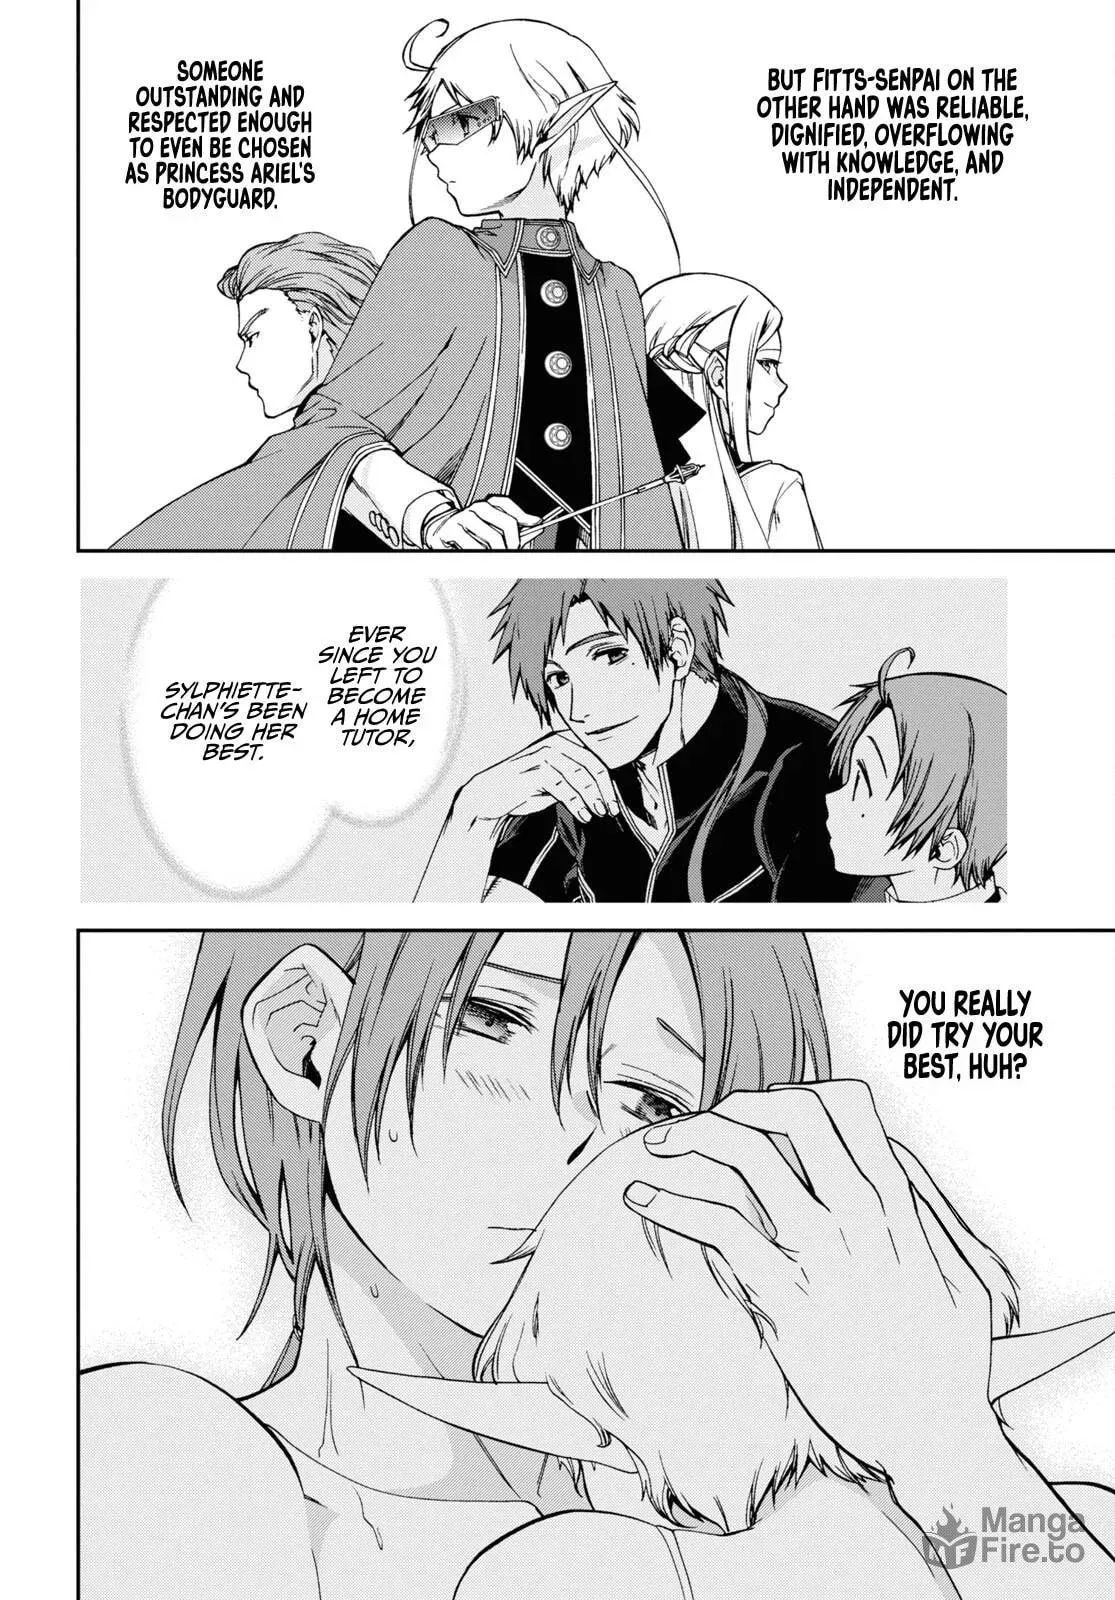 BUT FITTS-SENPAI ON THE
OTHER HAND WAS RELIABLE,
DIGNIFIED, OVERFLOWING
WITH KNOWLEDGE, AND
INDEPENDENT.
SOMEONE
OUTSTANDING AND
RESPECTED ENOUGH
TO EVEN BE CHOSEN
AS PRINCESS ARIEL'S
BODYGUARD.
EVER
SINCE YOU
LEFT TO
BECOME
A HOME
TUTOR,
SYLPHIETTE-
CHAN'S BEEN
DOING HER
BEST.
YOU REALLY
DID TRY YOUR
BEST, HUH?
Manga
Fire.to